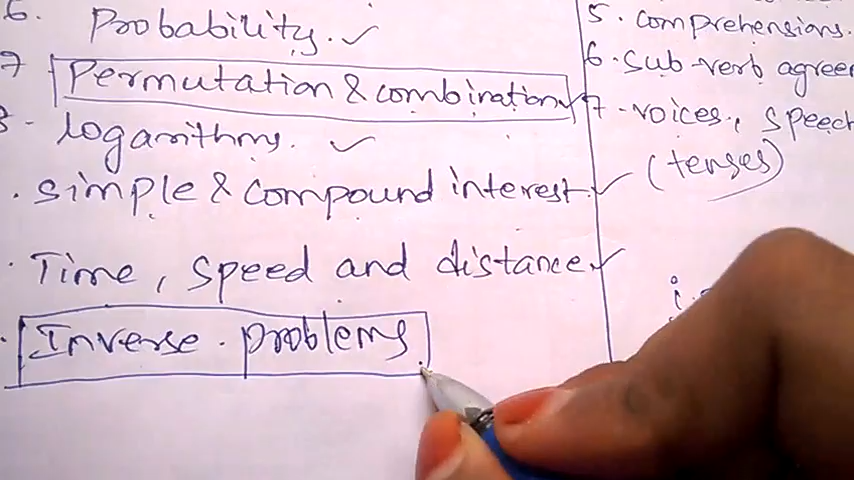 6. Probability. ✓
7 Permutation & combination ✓
8 - logarithms. ✓
. simple & compound interest. ✓
. Time, speed and distance ✓
. Inverse. problems
5. comprehensions.
6. sub-verb agree
7 - voices, speech
(tenses)